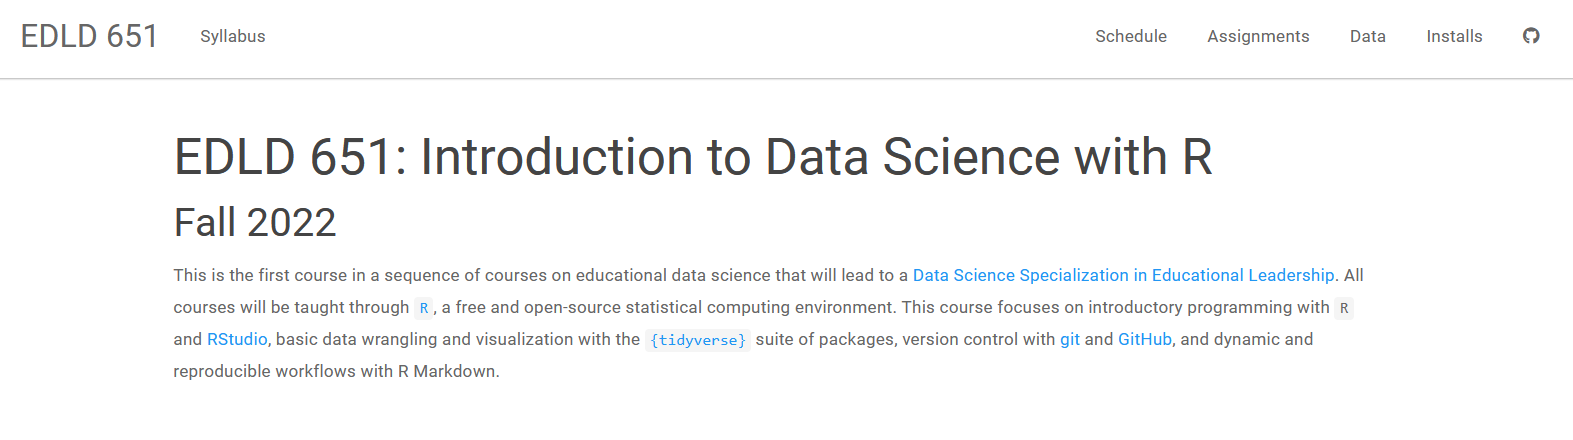 EDLD 651 Syllabus Schedule Assignments Data Installs
EDLD 651: Introduction to Data Science with R
Fall 2022
This is the first course in a sequence of courses on educational data science that will lead to a Data Science Specialization in Educational Leadership. All
courses will be taught through R, a free and open-source statistical computing environment. This course focuses on introductory programming with R
and RStudio, basic data wrangling and visualization with the {tidyverse} suite of packages, version control with git and GitHub, and dynamic and
reproducible workflows with R Markdown.